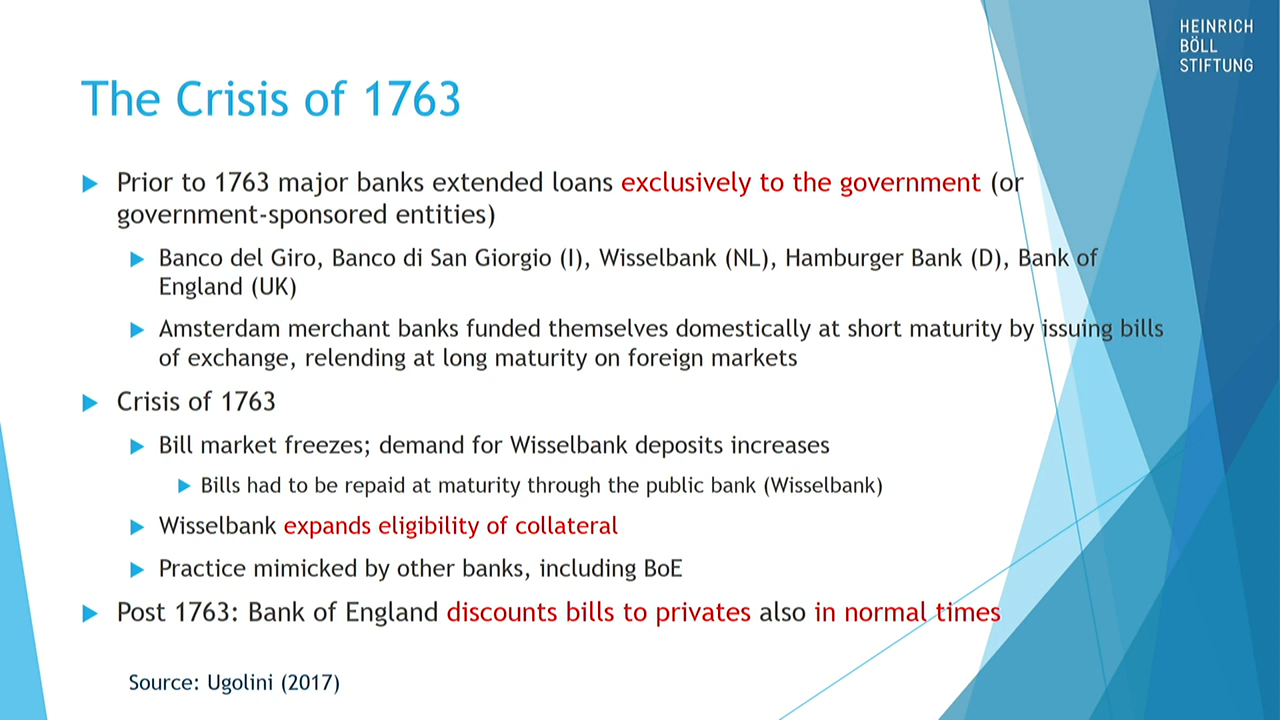 HEINRICH
BÖLL
STIFTUNG
The Crisis of 1763
Prior to 1763 major banks extended loans exclusively to the government (or
government-sponsored entities)
Banco del Giro, Banco di San Giorgio (I), Wisselbank (NL), Hamburger Bank (D), Bank of
England (UK)
Amsterdam merchant banks funded themselves domestically at short maturity by issuing bills
of exchange, relending at long maturity on foreign markets
Crisis of 1763
Bill market freezes; demand for Wisselbank deposits increases
Bills had to be repaid at maturity through the public bank (Wisselbank)
Wisselbank expands eligibility of collateral
Practice mimicked by other banks, including BoE
Post 1763: Bank of England discounts bills to privates also in normal times
Source: Ugolini (2017)